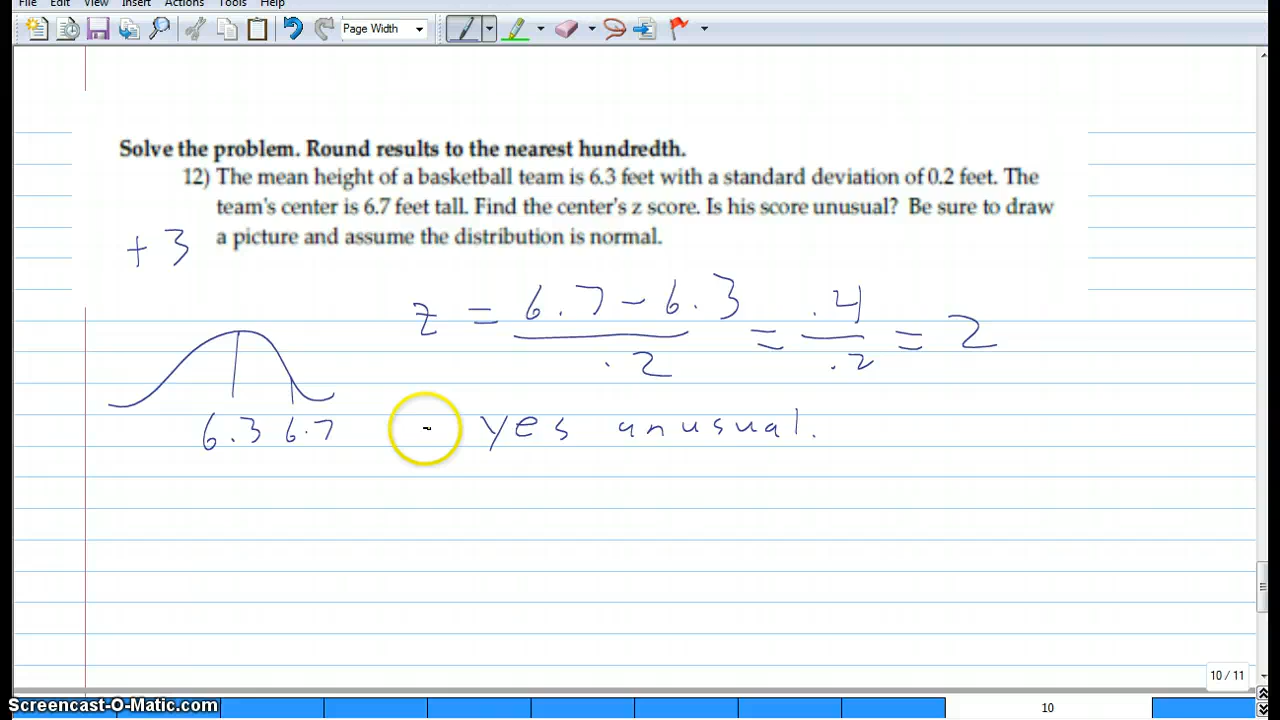 File Edit View Insert Actions Tools Help
Page Width
Solve the problem. Round results to the nearest hundredth.
12) The mean height of a basketball team is 6.3 feet with a standard deviation of 0.2 feet. The
team's center is 6.7 feet tall. Find the center's z score. Is his score unusual? Be sure to draw
a picture and assume the distribution is normal.
+3
z = 6.7 - 6.3 / .2 = .4 / .2 = 2
6.3 6.7
yes unusual.
10 / 11
Screencast-O-Matic.com
10